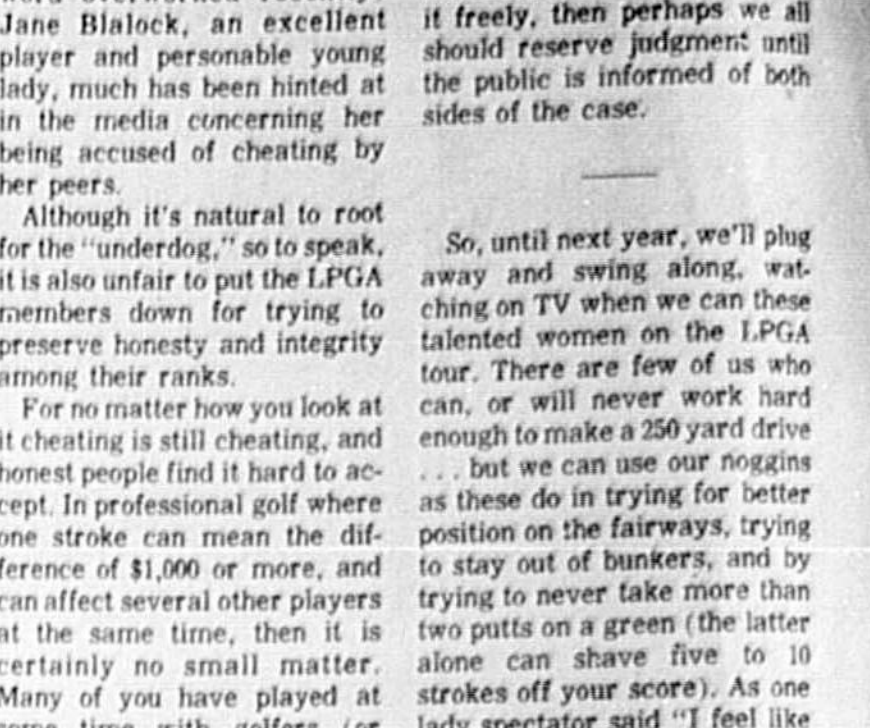 Jane Blalock, an excellent
player and personable young
lady, much has been hinted at
in the media concerning her
being accused of cheating by
her peers.
Although it's natural to root
for the "underdog," so to speak,
it is also unfair to put the LPGA
members down for trying to
preserve honesty and integrity
among their ranks.
For no matter how you look at
it cheating is still cheating, and
honest people find it hard to ac-
cept. In professional golf where
one stroke can mean the dif-
ference of $1,000 or more, and
can affect several other players
at the same time, then it is
certainly no small matter.
Many of you have played at
some time with golfers (or
it freely, then perhaps we all
should reserve judgment until
the public is informed of both
sides of the case.
So, until next year, we'll plug
away and swing along, wat-
ching on TV when we can these
talented women on the LPGA
tour. There are few of us who
can, or will never work hard
enough to make a 250 yard drive
. . . but we can use our noggins
as these do in trying for better
position on the fairways, trying
to stay out of bunkers, and by
trying to never take more than
two putts on a green (the latter
alone can shave five to 10
strokes off your score). As one
lady spectator said "I feel like